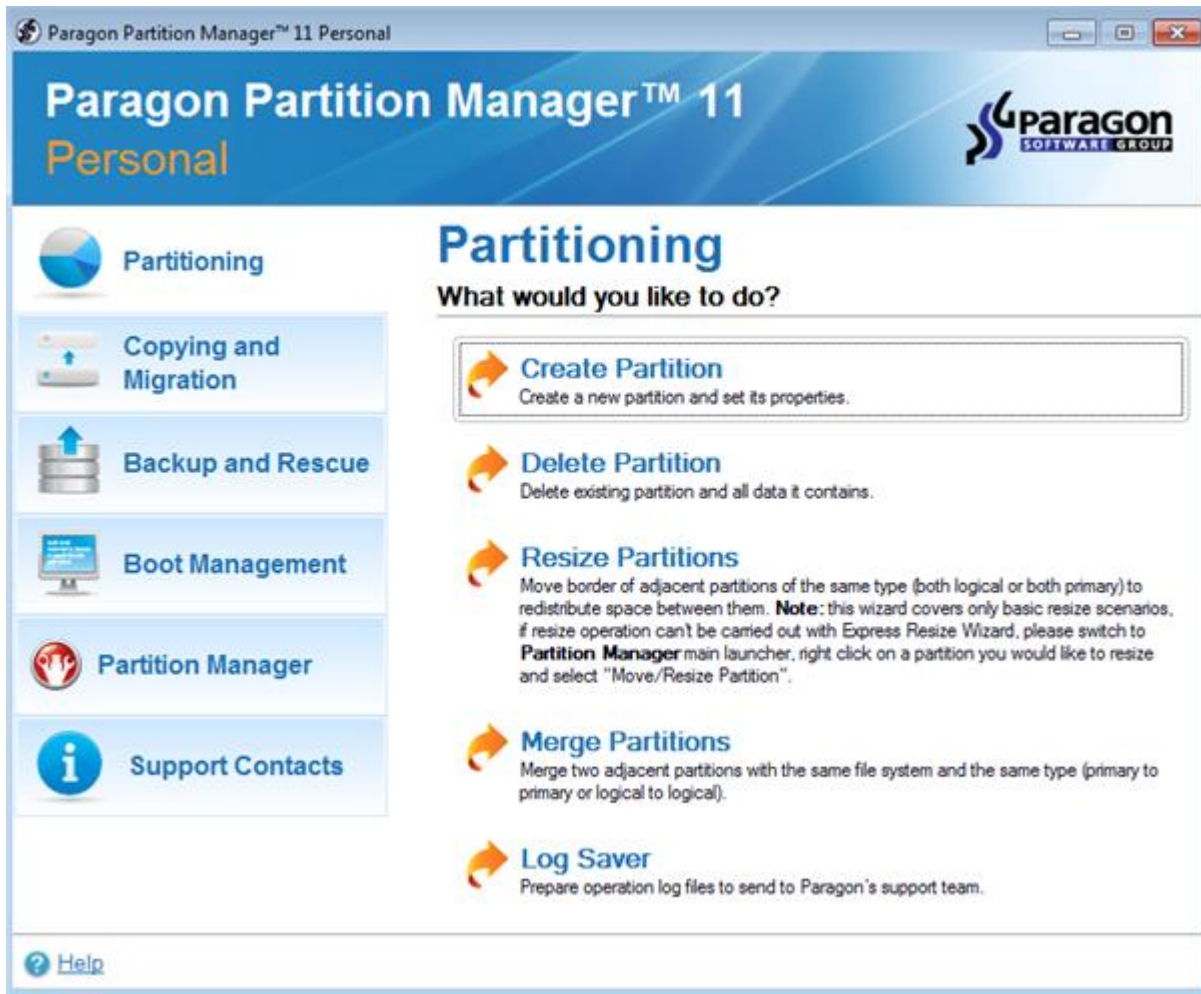 Paragon Partition Manager™ 11 Personal
Paragon Partition Manager™ 11
Personal
Paragon
SOFTWARE GROUP
Partitioning
Copying and
Migration
Backup and Rescue
Boot Management
Partition Manager
Support Contacts
Partitioning
What would you like to do?
Create Partition
Create a new partition and set its properties.
Delete Partition
Delete existing partition and all data it contains.
Resize Partitions
Move border of adjacent partitions of the same type (both logical or both primary) to
redistribute space between them. Note: this wizard covers only basic resize scenarios,
if resize operation can't be carried out with Express Resize Wizard, please switch to
Partition Manager main launcher, right click on a partition you would like to resize
and select "Move/Resize Partition".
Merge Partitions
Merge two adjacent partitions with the same file system and the same type (primary to
primary or logical to logical).
Log Saver
Prepare operation log files to send to Paragon's support team.
Help